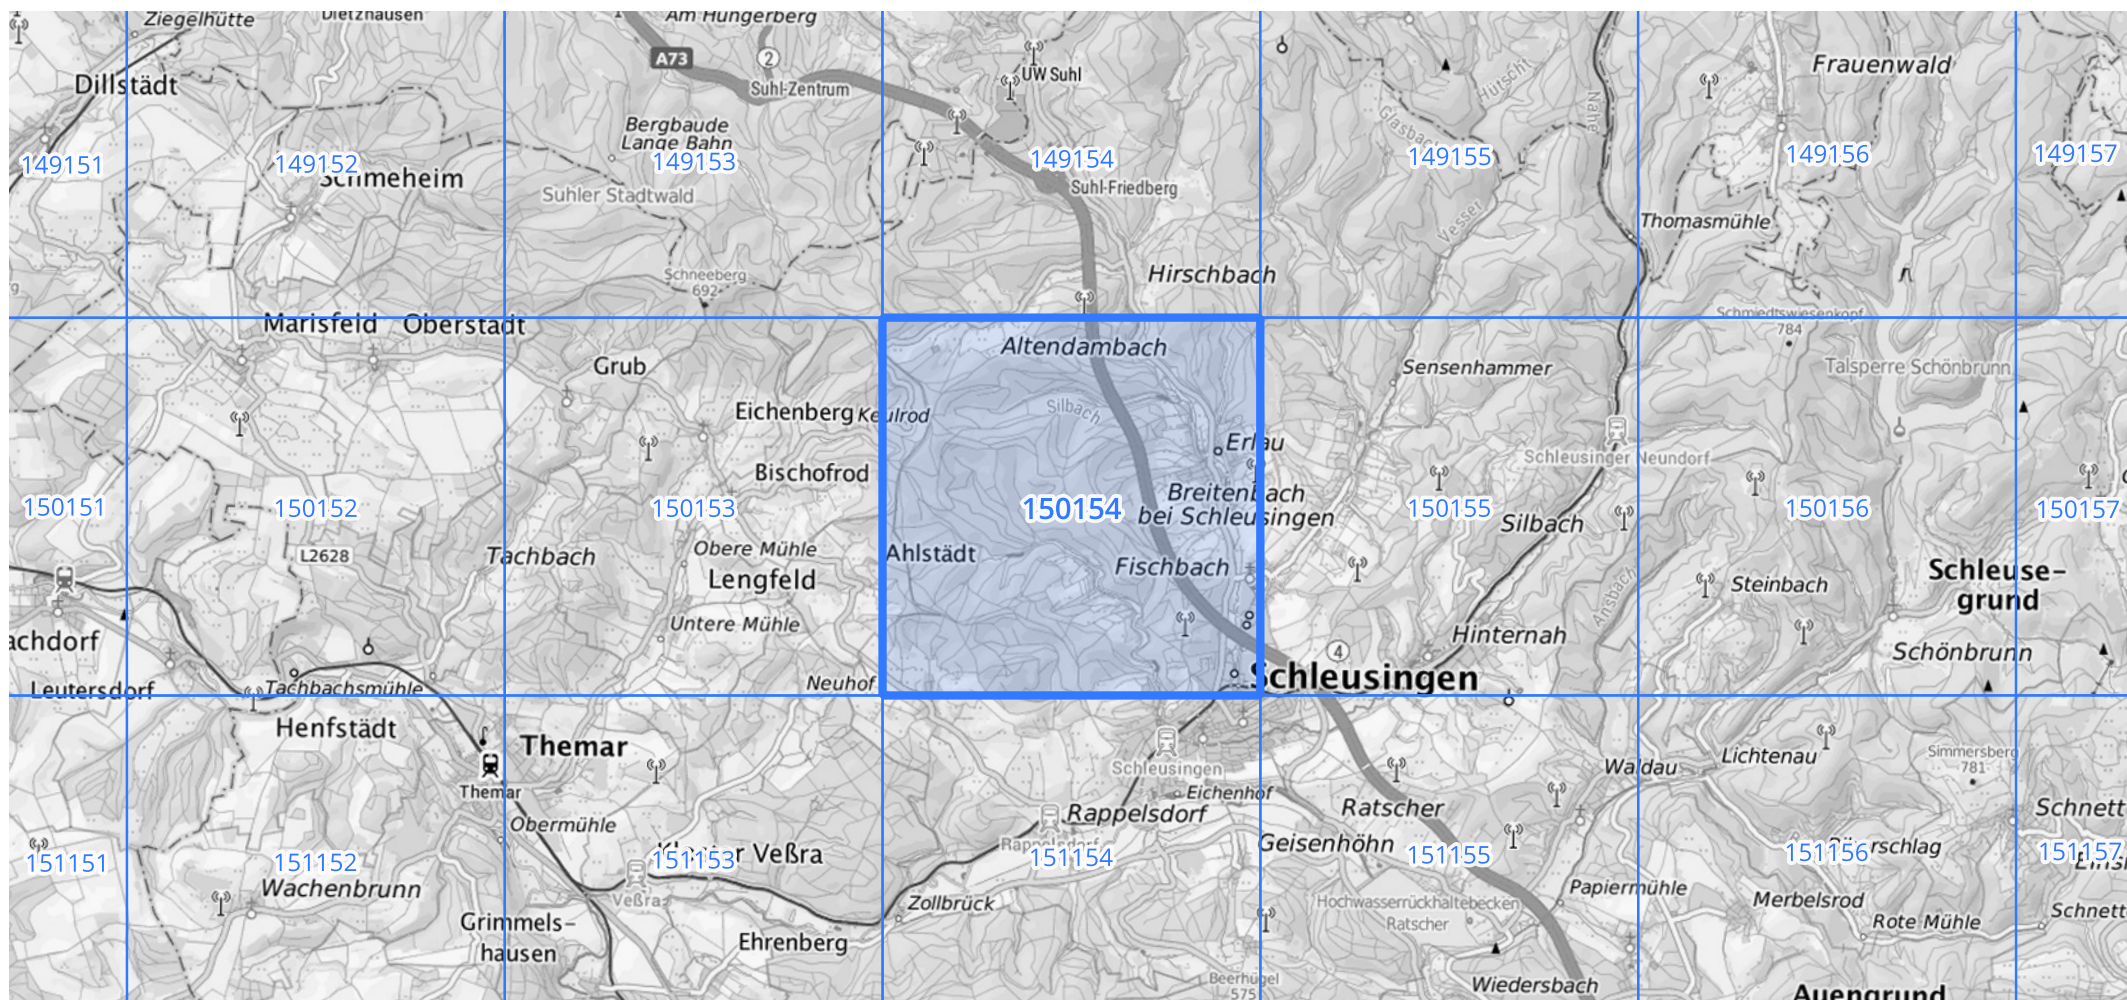 Ziegelhütte
Dietzhausen
Am Hungerberg
A73
2
UW Suhl
Frauenwald
Dillstädt
Suhl-Zentrum
Hütscht
Nahe
Bergbaude
Lange Bahn
149151
149152
149153
149154
149155
149156
149157
Schmeheim
Suhler Stadtwald
Suhl-Friedberg
Vesser
Thomasmühle
Schneeberg
692
Hirschbach
Schmiedtswiesenkopf
784
Marisfeld
Oberstadt
Altendambach
Grub
Sensenhammer
Talsperre Schönbrunn
Eichenberg
Keulrod
Silbach
Erlau
Schleusinger Neundorf
Bischofrod
Breitenbach
bei Schleusingen
150151
150152
150153
150154
150155
150156
150157
Silbach
L2628
Tachbach
Obere Mühle
Lengfeld
Ahlstädt
Fischbach
Steinbach
Schleuse-
grund
Ansbach
Untere Mühle
achdorf
4
Hinternah
Schönbrunn
Leutersdorf
Tachbachsmühle
Neuhof
Schleusingen
Henfstädt
Themar
Themar
Schleusingen
Waldau
Lichtenau
Simmersberg
781
Eichenhof
Rappelsdorf
Rappelsdorf
Ratscher
Schnett
Obermühle
Geisenhöhn
151151
151152
151153
151154
151155
151156
151157
Wachenbrunn
Veßra
Zollbrück
Hochwasserrückhaltebecken
Ratscher
Papiermühle
Merbelsrod
Rote Mühle
Schnett
Grimmels-
hausen
Ehrenberg
Beerhügel
575
Wiedersbach
Auengrund